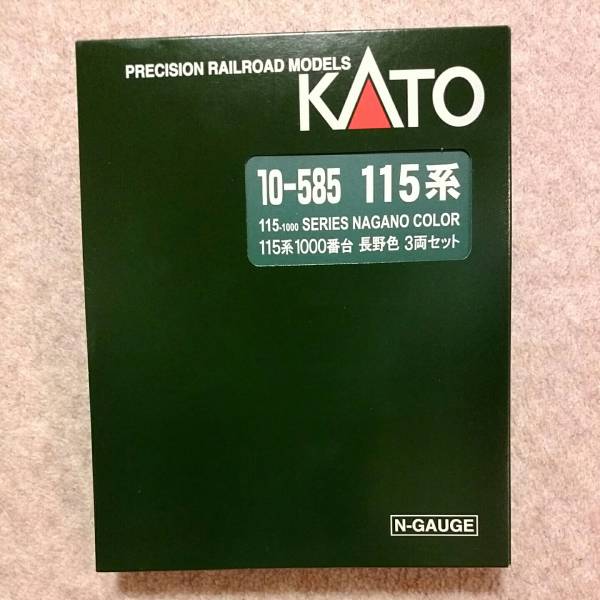 PRECISION RAILROAD MODELS
KATO
10-585 115系
115-1000 SERIES NAGANO COLOR
115系1000番台 長野色 3両セット
N-GAUGE